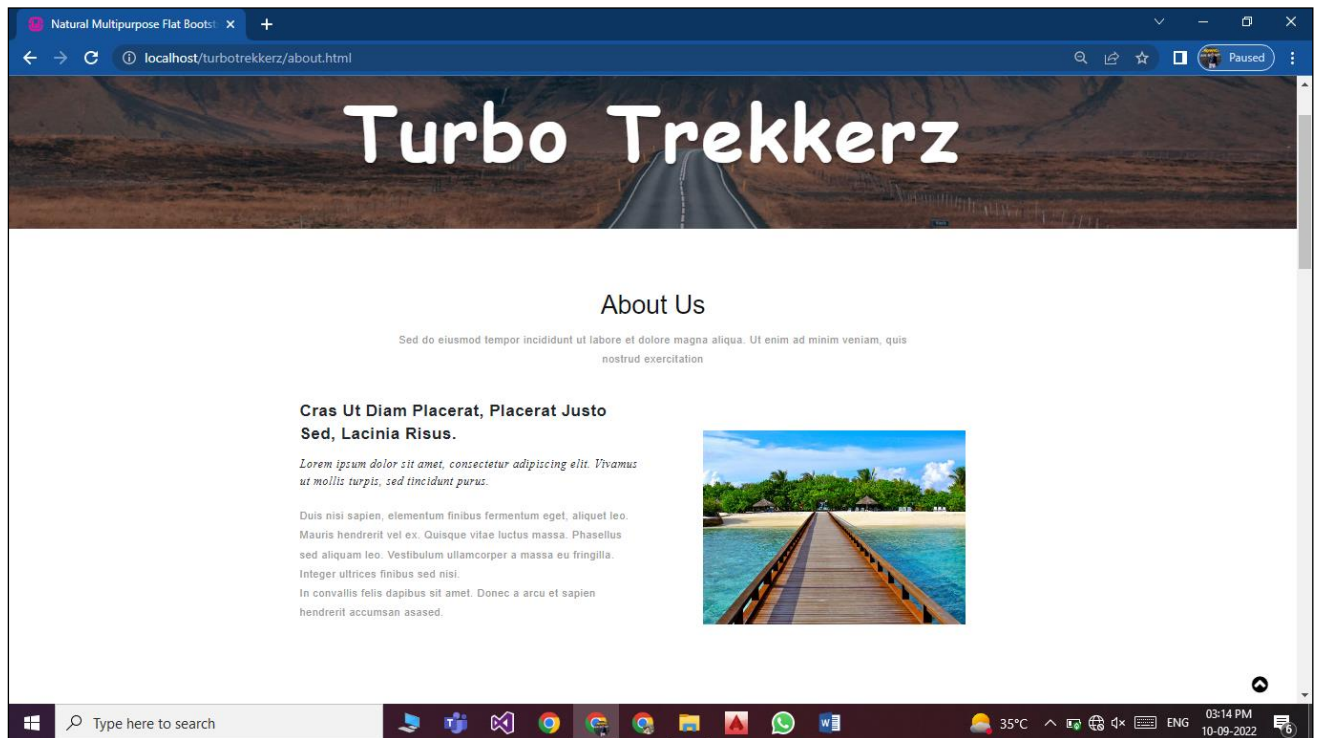 Natural Multipurpose Flat Bootst
localhost/turbotrekkerz/about.html
Paused
Turbo Trekkerz
About Us
Sed do eiusmod tempor incididunt ut labore et dolore magna aliqua. Ut enim ad minim veniam, quis
nostrud exercitation
Cras Ut Diam Placerat, Placerat Justo
Sed, Lacinia Risus.
Lorem ipsum dolor sit amet, consectetur adipiscing elit. Vivamus
ut mollis turpis, sed tincidunt purus.
Duis nisi sapien, elementum finibus fermentum eget, aliquet leo.
Mauris hendrerit vel ex. Quisque vitae luctus massa. Phasellus
sed aliquam leo. Vestibulum ullamcorper a massa eu fringilla.
Integer ultrices finibus sed nisi.
In convallis felis dapibus sit amet. Donec a arcu et sapien
hendrerit accumsan asased.
Type here to search
35°C
ENG
03:14 PM
10-09-2022
6